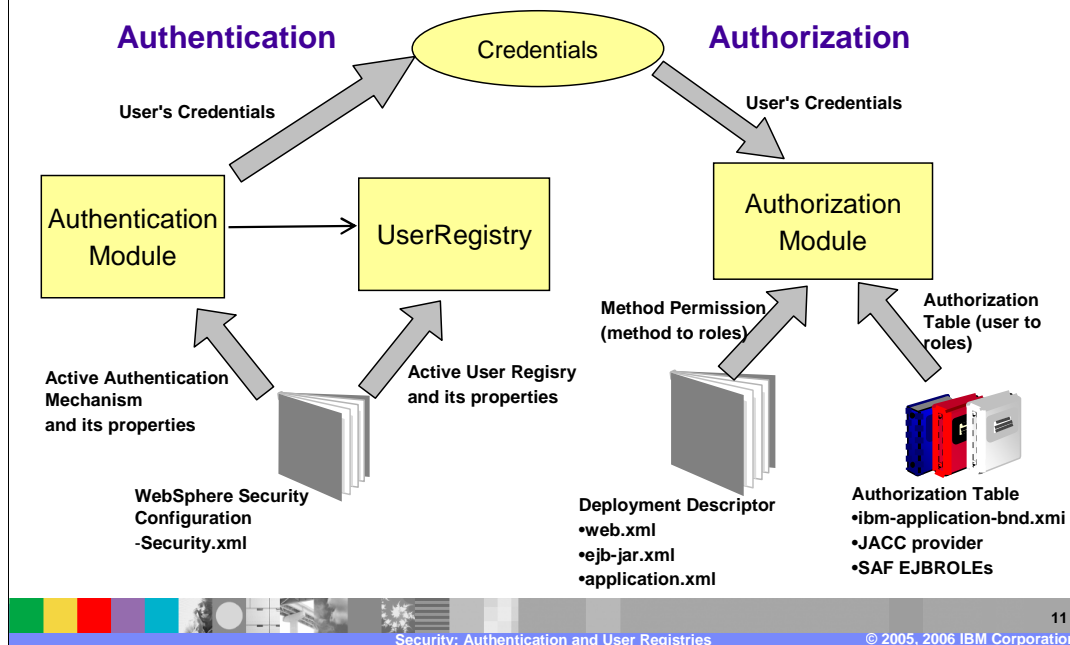 Authentication
Credentials
Authorization
User's Credentials
User's Credentials
Authentication
Module
UserRegistry
Authorization
Module
Method Permission
(method to roles)
Authorization
Table (user to
roles)
Active Authentication
Mechanism
and its properties
Active User Regisry
and its properties
WebSphere Security
Configuration
-Security.xml
Deployment Descriptor
•web.xml
•ejb-jar.xml
•application.xml
Authorization Table
•ibm-application-bnd.xmi
•JACC provider
•SAF EJBROLEs
11
Security: Authentication and User Registries
© 2005, 2006 IBM Corporation